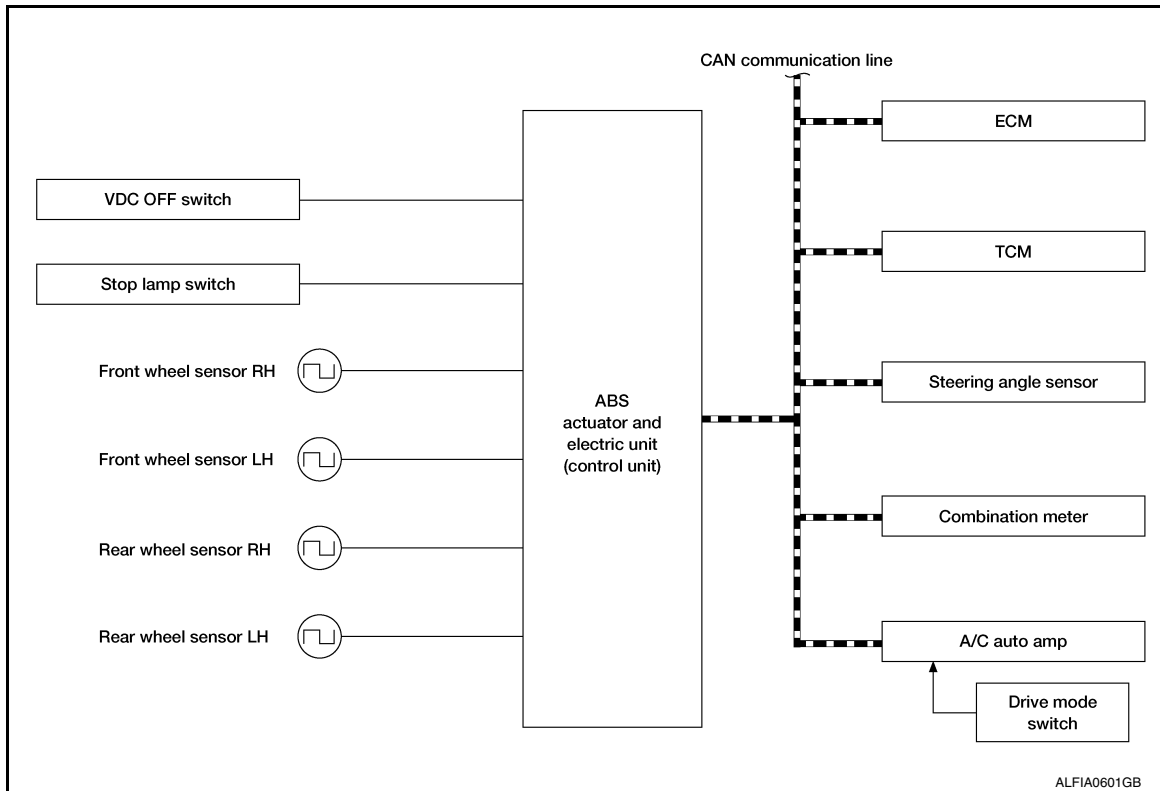 CAN communication line
ECM
VDC OFF switch
TCM
Stop lamp switch
Front wheel sensor RH
Steering angle sensor
ABS
actuator and
electric unit
(control unit)
Front wheel sensor LH
Combination meter
Rear wheel sensor RH
Rear wheel sensor LH
A/C auto amp
Drive mode
switch
ALFIA0601GB